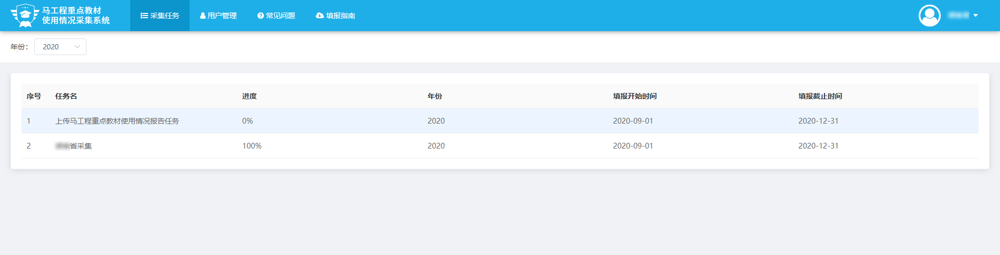 马工程重点教材
使用情况采集系统
采集任务 用户管理 常见问题 填报指南
年份： 2020
序号 任务名 进度 年份 填报开始时间 填报截止时间
1 上传马工程重点教材使用情况报告任务 0% 2020 2020-09-01 2020-12-31
2 省采集 100% 2020 2020-09-01 2020-12-31